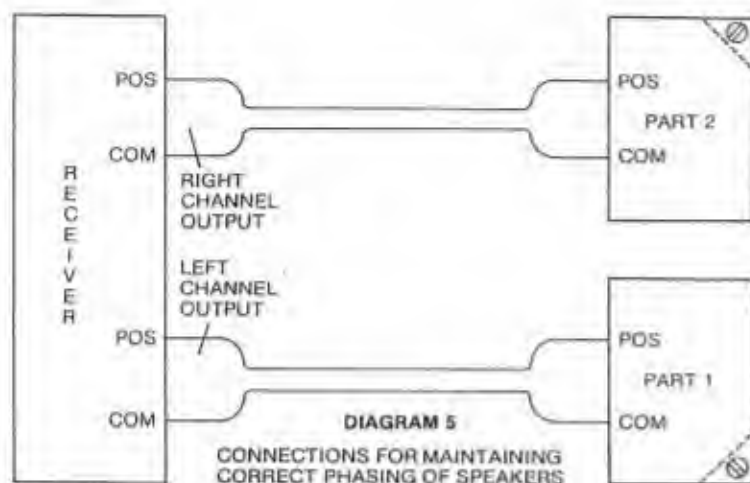 POS
COM
RECEIVER
RIGHT
CHANNEL
OUTPUT
LEFT
CHANNEL
OUTPUT
POS
COM
POS
PART 2
COM
POS
PART 1
COM
DIAGRAM 5
CONNECTIONS FOR MAINTAINING
CORRECT PHASING OF SPEAKERS